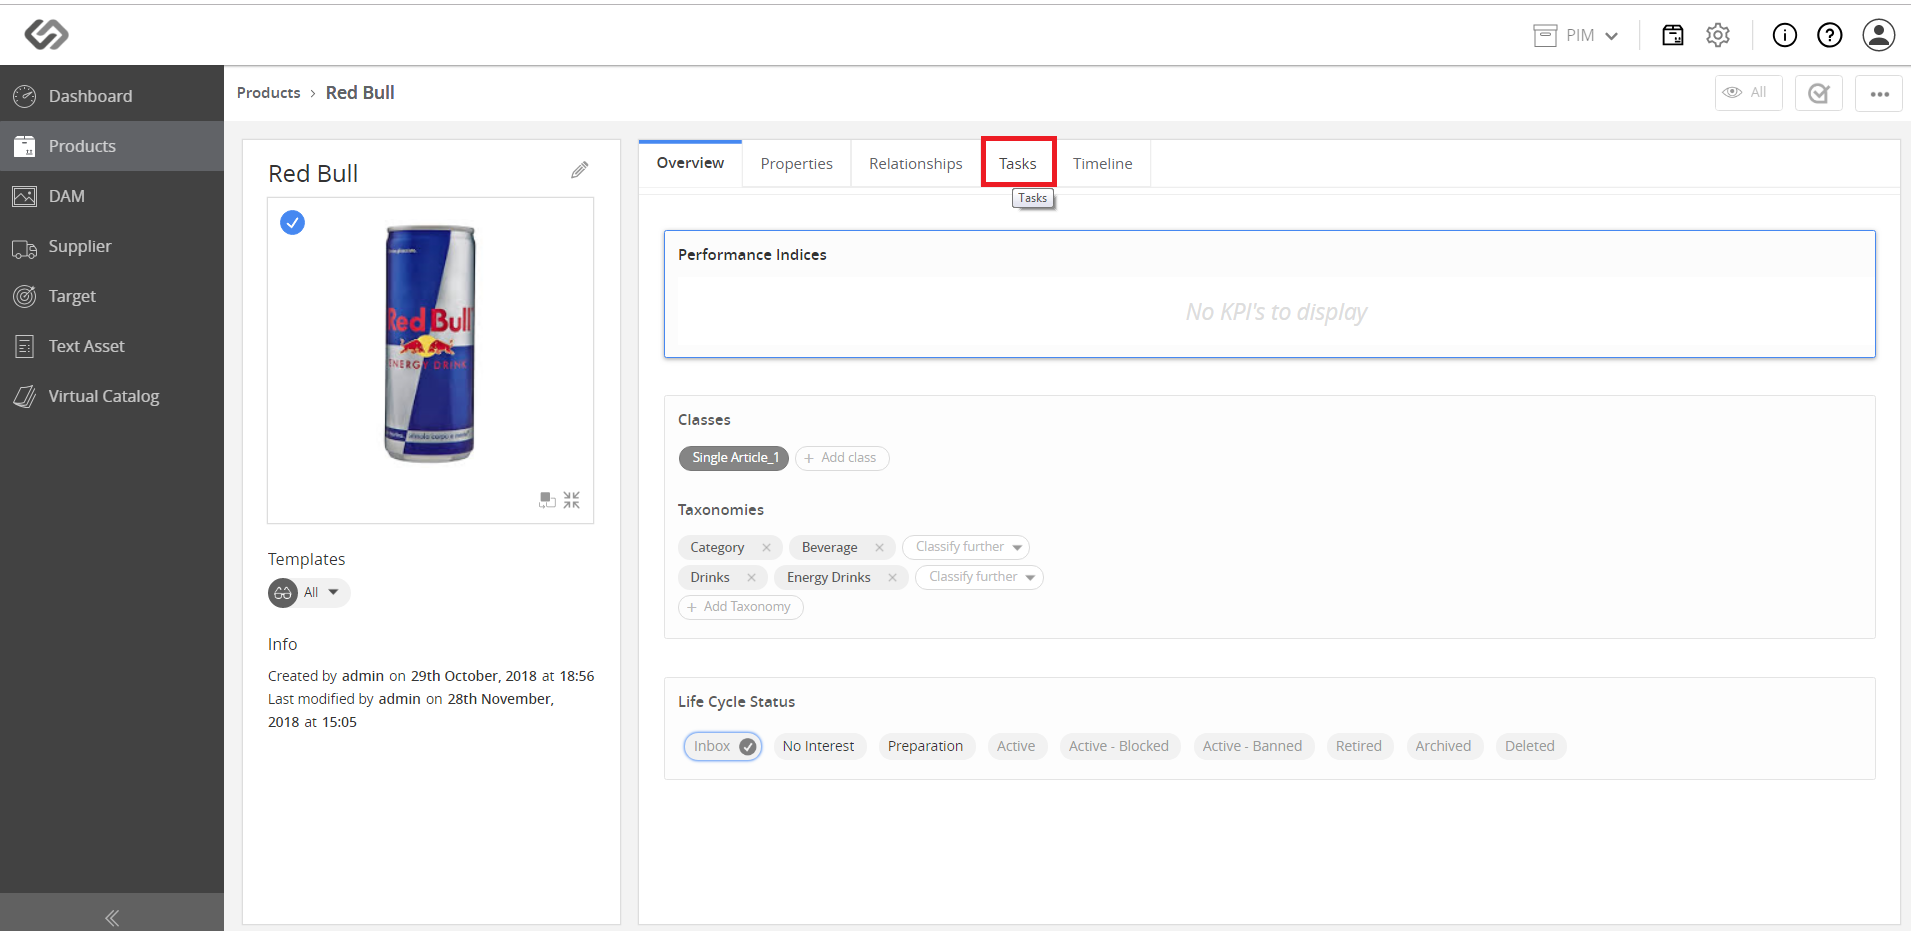 PIM
Dashboard
Products
DAM
Supplier
Target
Text Asset
Virtual Catalog
Products › Red Bull
All
Red Bull
Red Bull
ENERGY DRINK
Templates
All
Info
Created by admin on 29th October, 2018 at 18:56
Last modified by admin on 28th November,
2018 at 15:05
Overview Properties Relationships Tasks Timeline
Tasks
Performance Indices
No KPI's to display
Classes
Single Article_1 + Add class
Taxonomies
Category × Beverage × Classify further
Drinks × Energy Drinks × Classify further
+ Add Taxonomy
Life Cycle Status
Inbox No Interest Preparation Active Active - Blocked Active - Banned Retired Archived Deleted